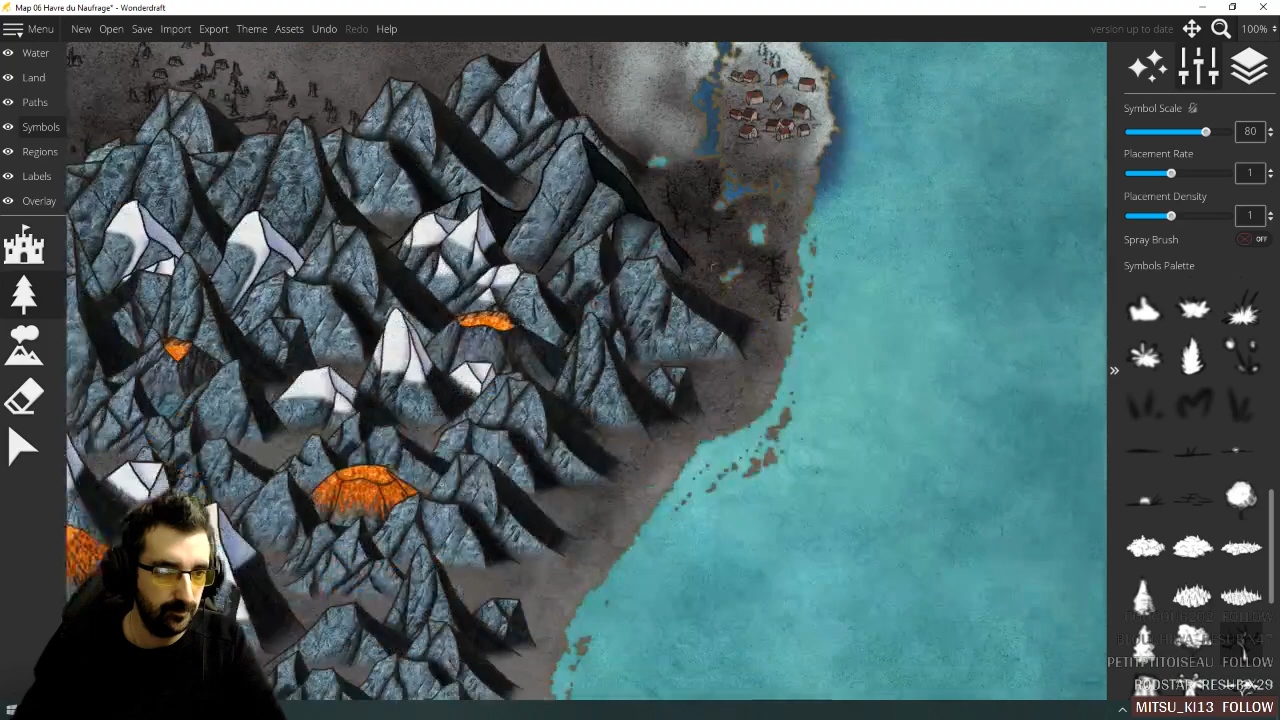 Map 06 Havre du Naufrage* - Wonderdraft
Menu New Open Save Import Export Theme Assets Undo Redo Help version up to date 100%
Water
Land
Paths
Symbols
Regions
Labels
Overlay
Symbol Scale
80
Placement Rate
1
Placement Density
1
Spray Brush OFF
Symbols Palette
PETITPTITOISEAU FOLLOW
MITSU_KI13 FOLLOW